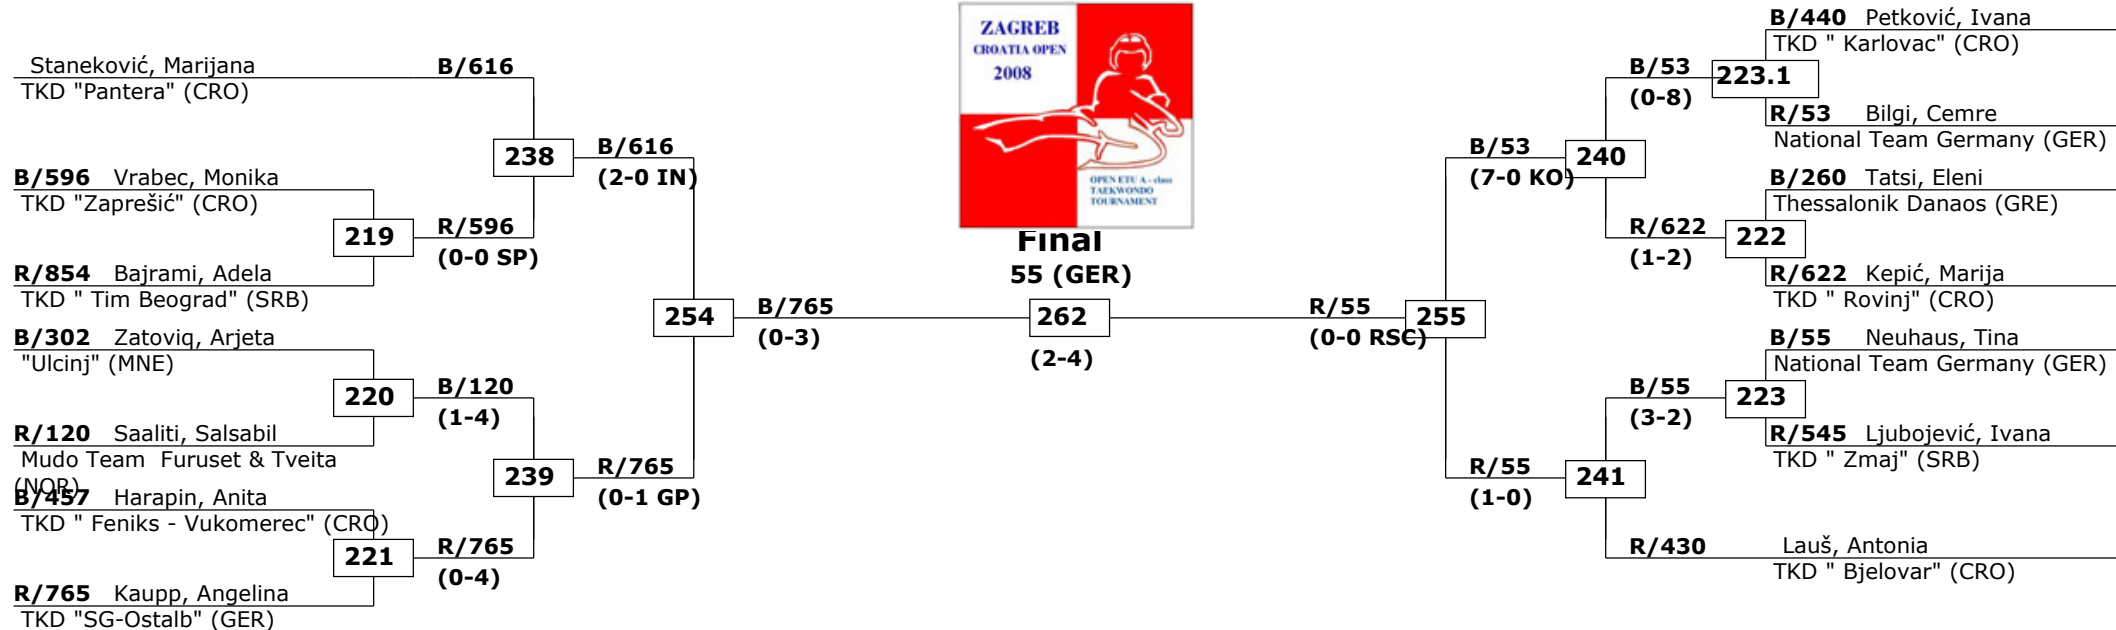 Staneković, Marijana
TKD "Pantera" (CRO)
B/616
B/596 Vrabec, Monika
TKD "Zaprešić" (CRO)
219
R/854 Bajrami, Adela
TKD " Tim Beograd" (SRB)
R/596
(0-0 SP)
238
B/616
(2-0 IN)
B/302 Zatoviq, Arjeta
"Ulcinj" (MNE)
220
R/120 Saaliti, Salsabil
Mudo Team Furuset & Tveita
(NOR)
B/120
(1-4)
B/457 Harapin, Anita
TKD " Feniks - Vukomerec" (CRO)
221
R/765 Kaupp, Angelina
TKD "SG-Ostalb" (GER)
R/765
(0-4)
239
R/765
(0-1 GP)
254
B/765
(0-3)
ZAGREB
CROATIA OPEN
2008
OPEN ETU A - class
TAEKWONDO
TOURNAMENT
Final
55 (GER)
262
(2-4)
R/55
(0-0 RSC)
255
B/53
(7-0 KO)
240
B/53
(0-8)
223.1
B/440 Petković, Ivana
TKD " Karlovac" (CRO)
R/53 Bilgi, Cemre
National Team Germany (GER)
R/622
(1-2)
222
B/260 Tatsi, Eleni
Thessalonik Danaos (GRE)
R/622 Kepić, Marija
TKD " Rovinj" (CRO)
R/55
(1-0)
241
B/55
(3-2)
223
B/55 Neuhaus, Tina
National Team Germany (GER)
R/545 Ljubojević, Ivana
TKD " Zmaj" (SRB)
R/430
Lauš, Antonia
TKD " Bjelovar" (CRO)